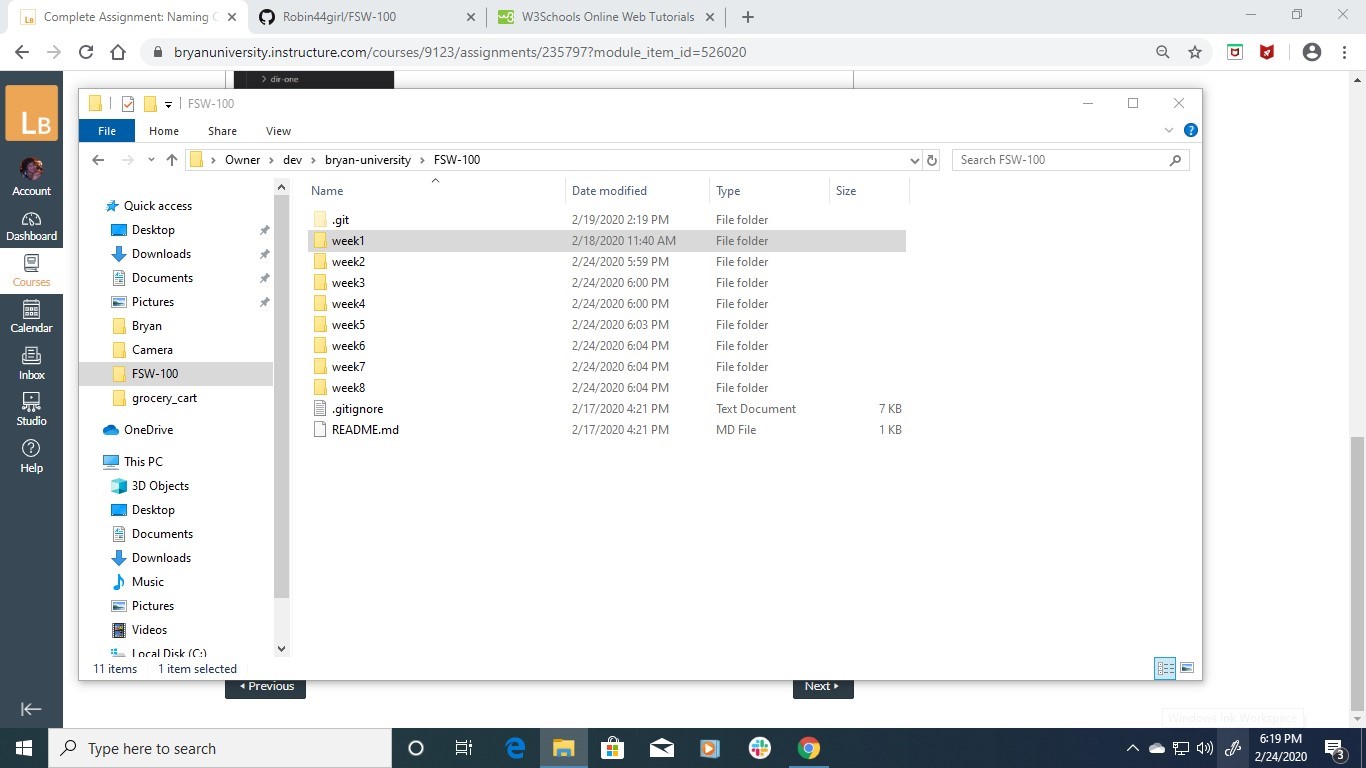 Complete Assignment: Naming C
Robin44girl/FSW-100
W3Schools Online Web Tutorials
bryanuniversity.instructure.com/courses/9123/assignments/235797?module_item_id=526020
dir-one
LB
FSW-100
File Home Share View
Owner dev bryan-university FSW-100
Search FSW-100
Account
Dashboard
Courses
Calendar
Inbox
Studio
Help
Quick access
Desktop
Downloads
Documents
Pictures
Bryan
Camera
FSW-100
grocery_cart
OneDrive
This PC
3D Objects
Desktop
Documents
Downloads
Music
Pictures
Videos
Local Disk (C:)
Name Date modified Type Size
.git 2/19/2020 2:19 PM File folder
week1 2/18/2020 11:40 AM File folder
week2 2/24/2020 5:59 PM File folder
week3 2/24/2020 6:00 PM File folder
week4 2/24/2020 6:00 PM File folder
week5 2/24/2020 6:03 PM File folder
week6 2/24/2020 6:04 PM File folder
week7 2/24/2020 6:04 PM File folder
week8 2/24/2020 6:04 PM File folder
.gitignore 2/17/2020 4:21 PM Text Document 7 KB
README.md 2/17/2020 4:21 PM MD File 1 KB
11 items 1 item selected
Previous
Next
Windows Ink Workspace
Type here to search
6:19 PM
2/24/2020
3